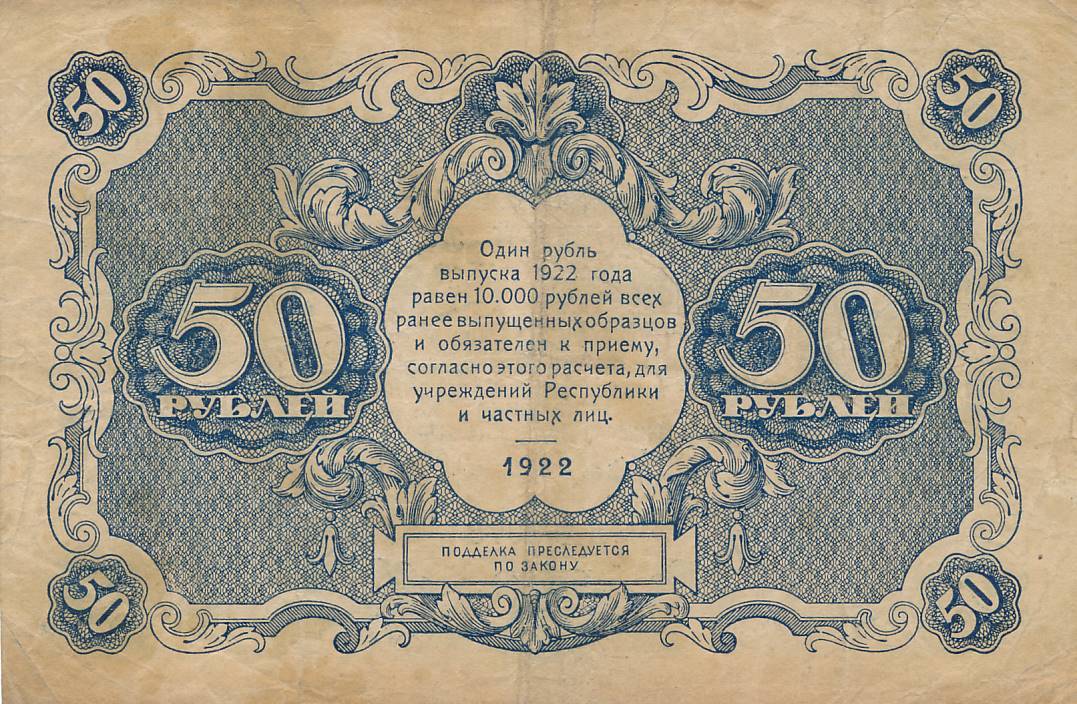 50
50
Один рубль
выпуска 1922 года
равен 10.000 рублей всех
ранее выпущенных образцов
и обязателен к приему,
согласно этого расчета, для
учреждений Республики
и частных лиц.
1922
50
РУБЛЕЙ
50
РУБЛЕЙ
ПОДДЕЛКА ПРЕСЛЕДУЕТСЯ
ПО ЗАКОНУ
50
50